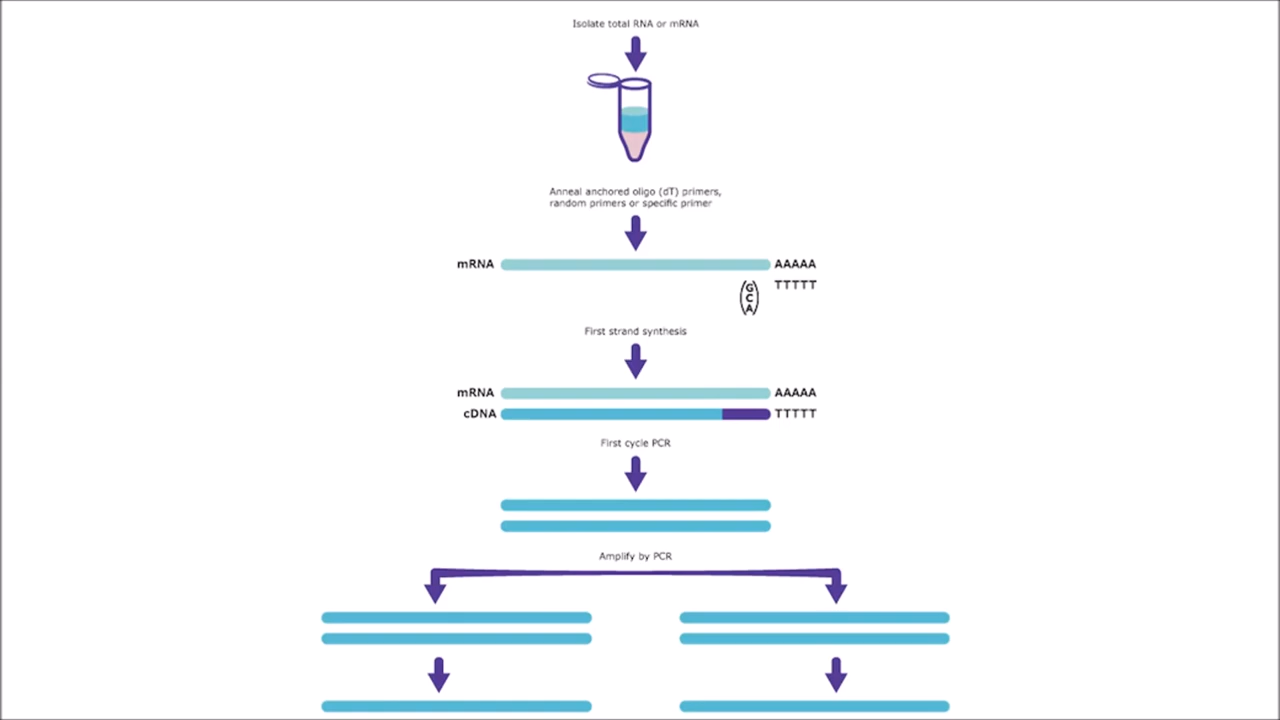 Isolate total RNA or mRNA
Anneal anchored oligo (dT) primers,
random primers or specific primer
mRNA AAAAA
TTTTT
(G
C
A)
First strand synthesis
mRNA AAAAA
cDNA TTTTT
First cycle PCR
Amplify by PCR